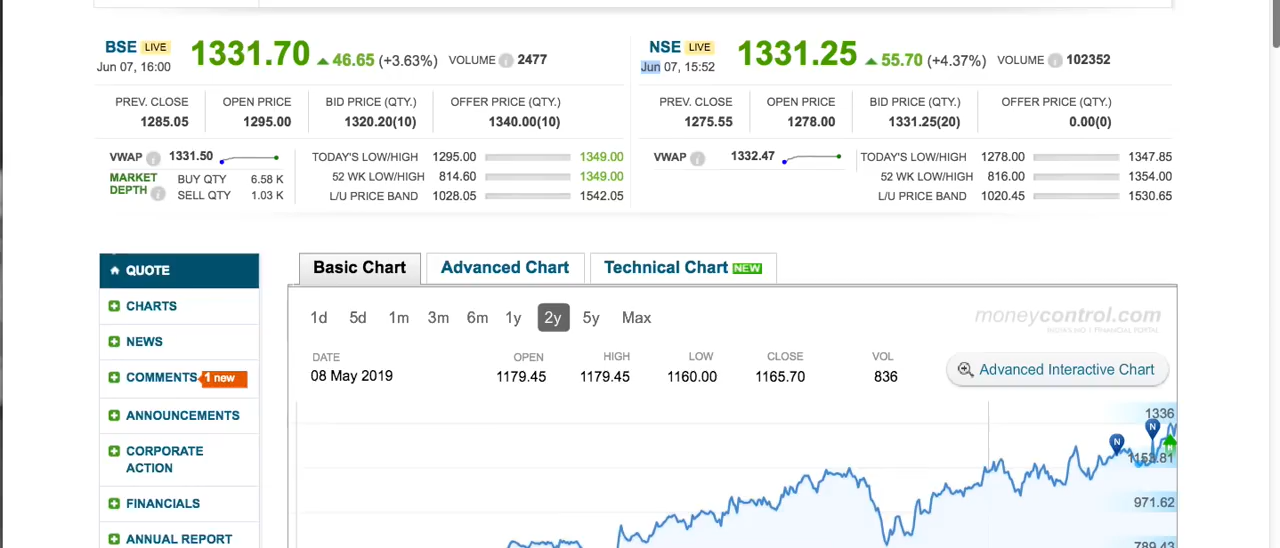 BSE LIVE 1331.70 46.65 (+3.63%) VOLUME 2477
Jun 07, 16:00
PREV. CLOSE OPEN PRICE BID PRICE (QTY.) OFFER PRICE (QTY.)
1285.05 1295.00 1320.20(10) 1340.00(10)
VWAP 1331.50 TODAY'S LOW/HIGH 1295.00 1349.00
MARKET DEPTH BUY QTY 6.58 K 52 WK LOW/HIGH 814.60 1349.00
SELL QTY 1.03 K L/U PRICE BAND 1028.05 1542.05
NSE LIVE 1331.25 55.70 (+4.37%) VOLUME 102352
Jun 07, 15:52
PREV. CLOSE OPEN PRICE BID PRICE (QTY.) OFFER PRICE (QTY.)
1275.55 1278.00 1331.25(20) 0.00(0)
VWAP 1332.47 TODAY'S LOW/HIGH 1278.00 1347.85
52 WK LOW/HIGH 816.00 1354.00
L/U PRICE BAND 1020.45 1530.65
QUOTE
CHARTS
NEWS
COMMENTS 1 new
ANNOUNCEMENTS
CORPORATE
ACTION
FINANCIALS
ANNUAL REPORT
Basic Chart Advanced Chart Technical Chart NEW
1d 5d 1m 3m 6m 1y 2y 5y Max
moneycontrol.com
INDIA'S NO.1 FINANCIAL PORTAL
DATE OPEN HIGH LOW CLOSE VOL
08 May 2019 1179.45 1179.45 1160.00 1165.70 836
Advanced Interactive Chart
1336
N
N
H
1153.81
971.62
789.43